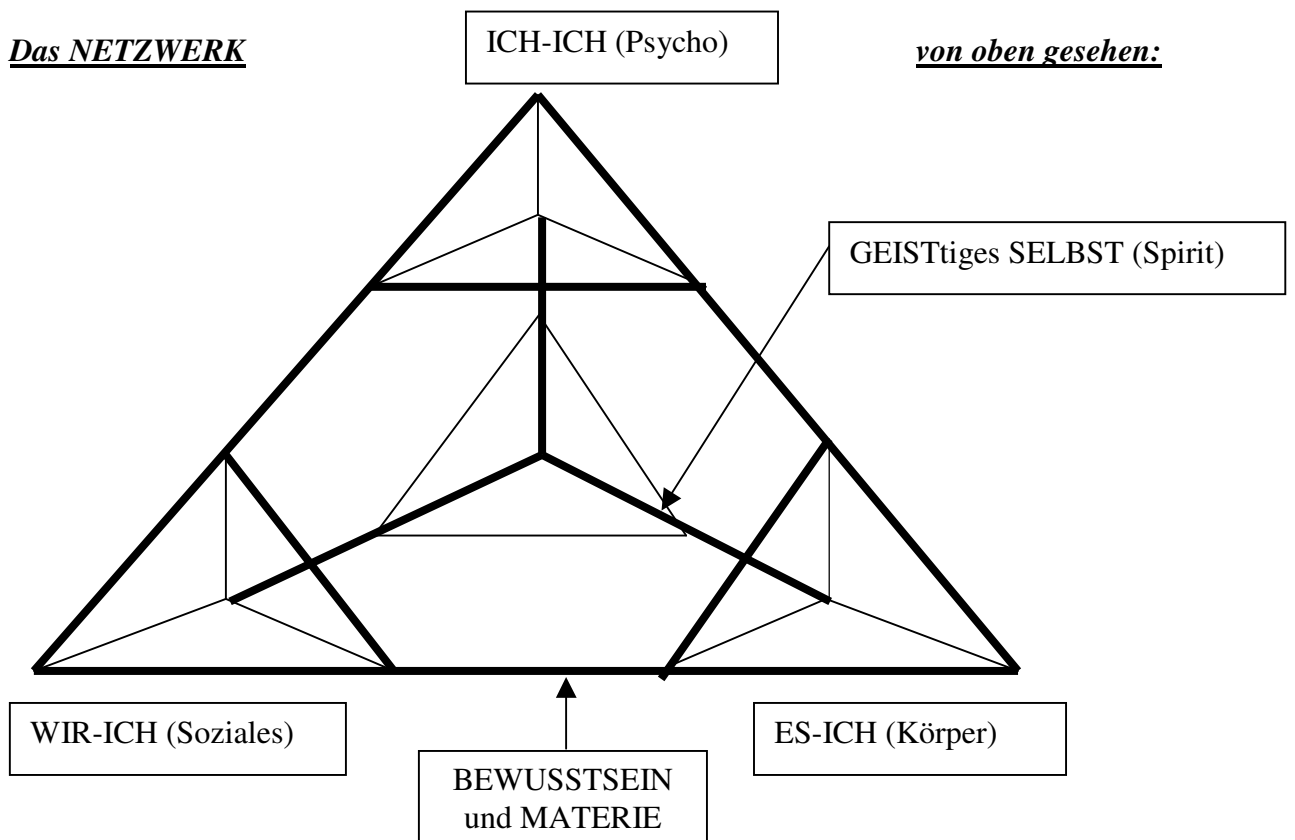 Das NETZWERK
ICH-ICH (Psycho)
von oben gesehen:
GEISTtiges SELBST (Spirit)
WIR-ICH (Soziales)
ES-ICH (Körper)
BEWUSSTSEIN
und MATERIE